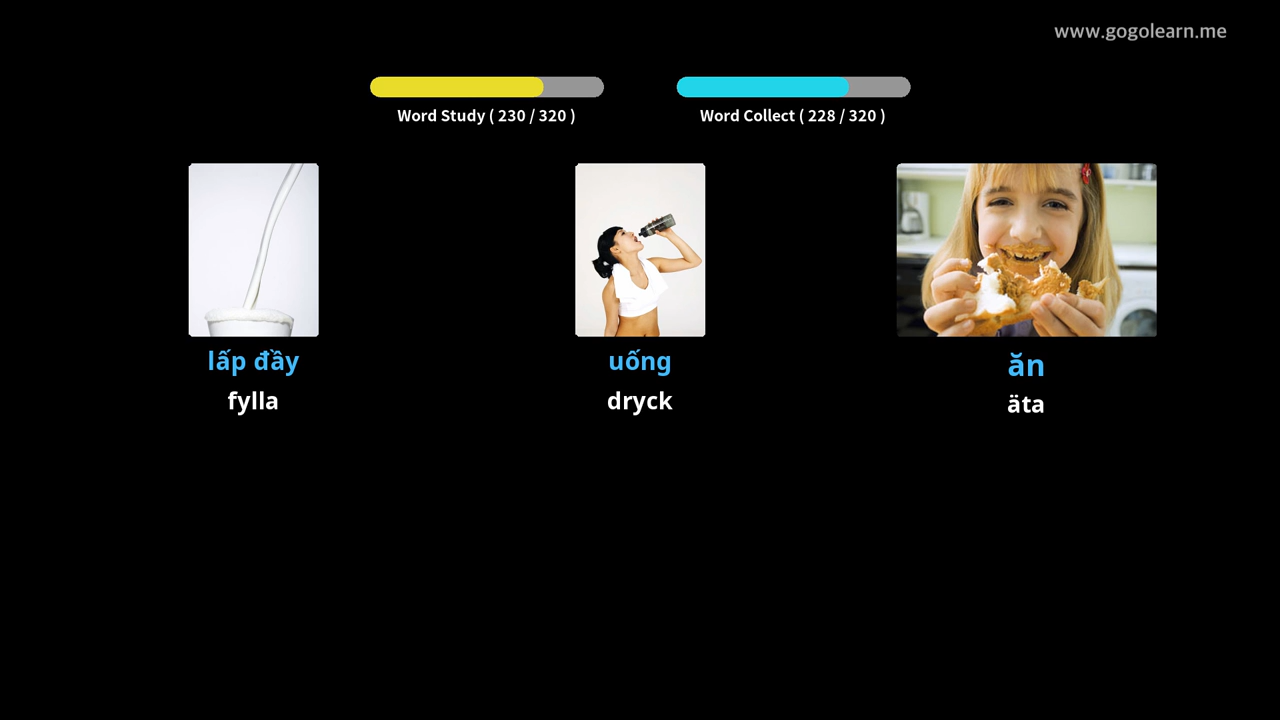 www.gogolearn.me
Word Study ( 230 / 320 )
Word Collect ( 228 / 320 )
lấp đầy
fylla
uống
dryck
ăn
äta